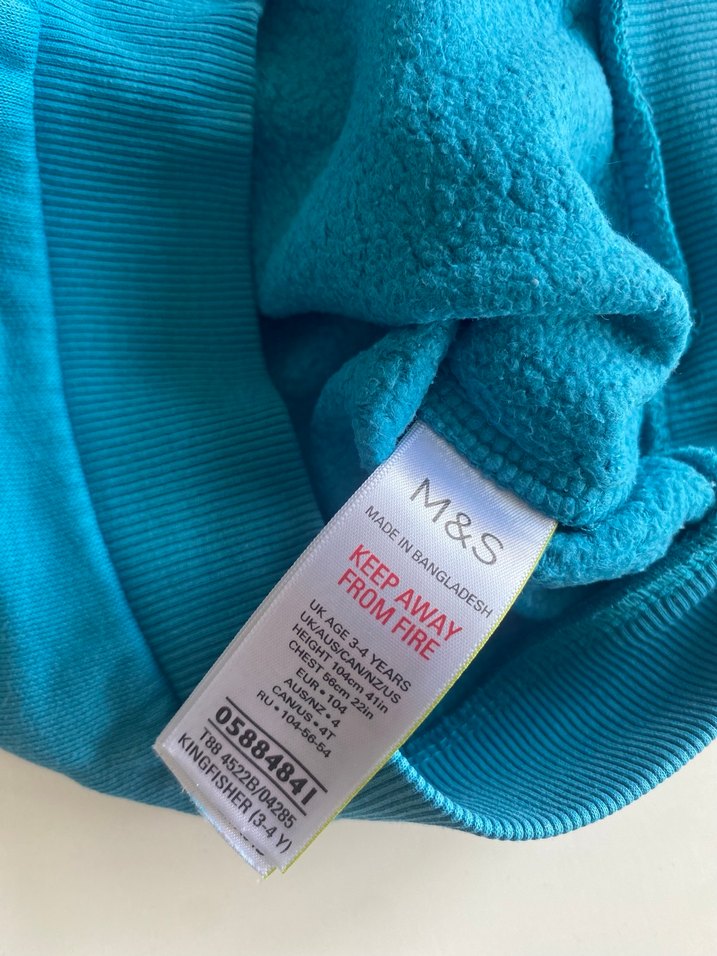 M&S
MADE IN BANGLADESH
KEEP AWAY
FROM FIRE
UK AGE 3-4 YEARS
UK/AUS/CAN/NZ/US
HEIGHT 104cm 41in
CHEST 56cm 22in
EUR • 104
AUS/NZ • 4
CAN/US • 4T
RU • 104-56-54
05884841
T88 4522B/04285
KINGFISHER (3-4 Y)